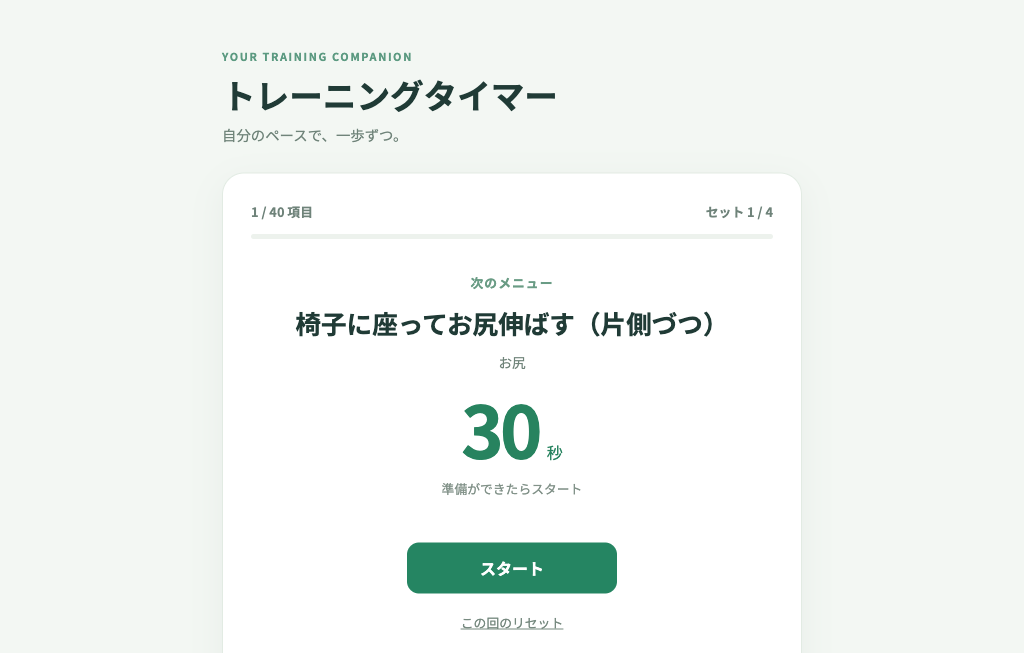 YOUR TRAINING COMPANION
トレーニングタイマー
自分のペースで、一歩ずつ。
1 / 40 項目
セット 1 / 4
次のメニュー
椅子に座ってお尻伸ばす（片側づつ）
お尻
30 秒
準備ができたらスタート
スタート
この回のリセット